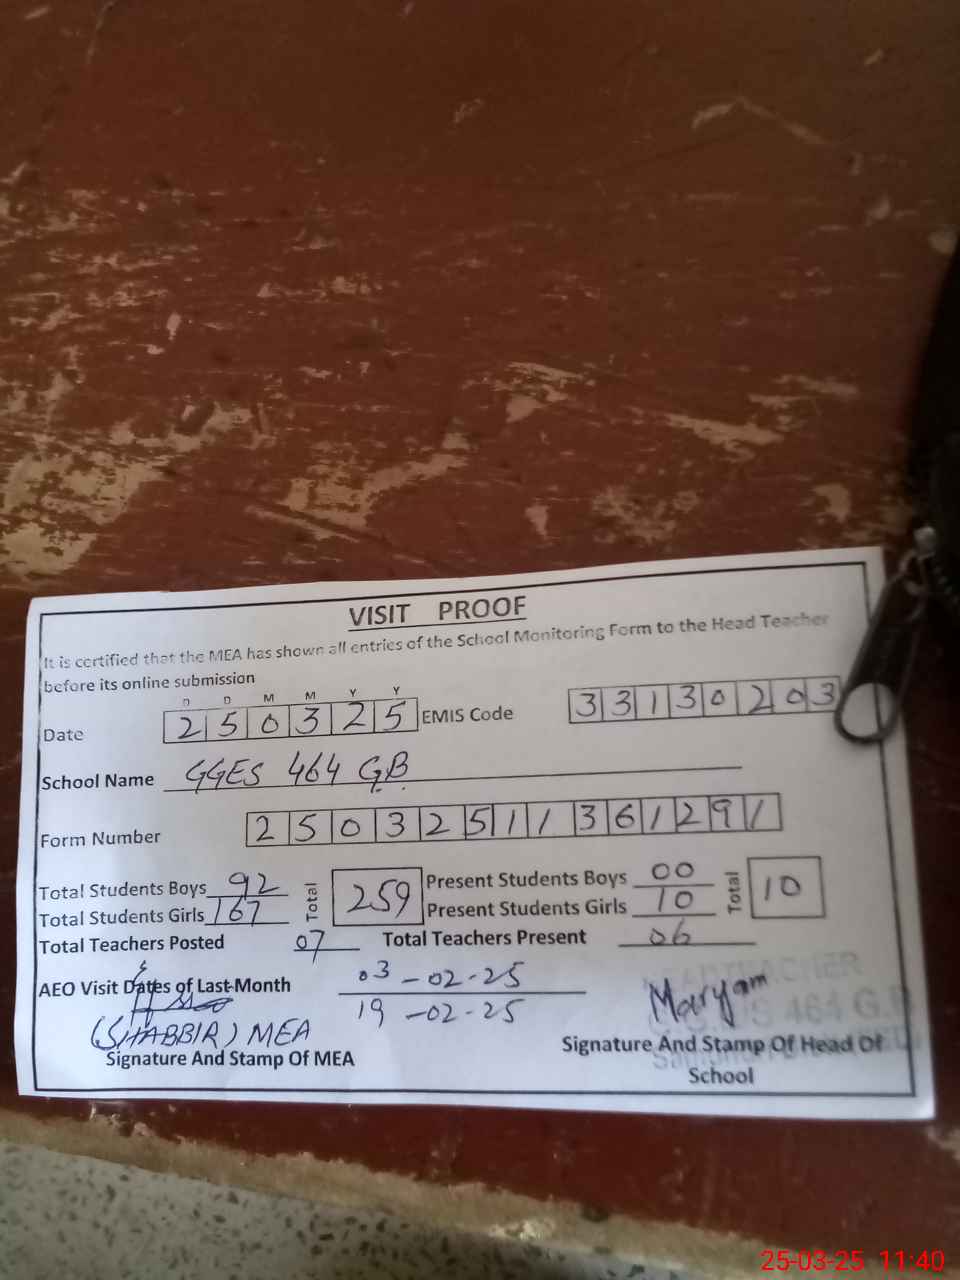 VISIT PROOF
It is certified that the MEA has shown all entries of the School Monitoring Form to the Head Teacher
before its online submission
D D M M Y Y
Date 2 5 0 3 2 5 EMIS Code 3 3 1 3 0 2 0 3
School Name GGES 464 GB
Form Number 2 5 0 3 2 5 1 1 3 6 1 2 9 1
Total Students Boys 92 Total 259 Present Students Boys 00 Total 10
Total Students Girls 167 Present Students Girls 10
Total Teachers Posted 07 Total Teachers Present 06
AEO Visit Dates of Last Month 03-02-25
19-02-25
HEADTEACHER
Maryam
464 G.B
(SHABBIR) MEA
Signature And Stamp Of MEA Signature And Stamp Of Head Of
School
25-03-25 11:40